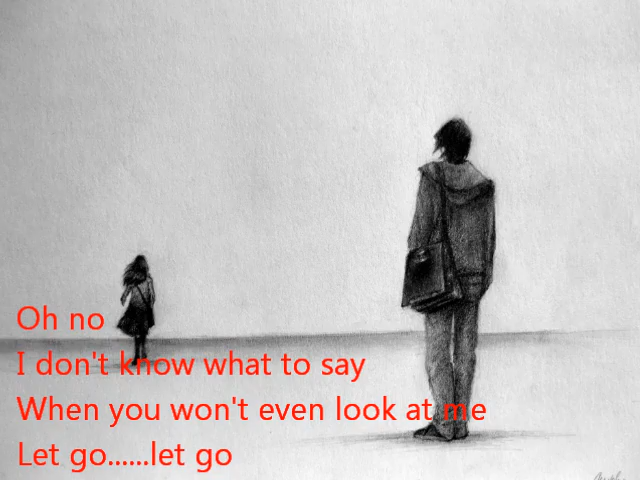 Oh no
I don't know what to say
When you won't even look at me
Let go......let go